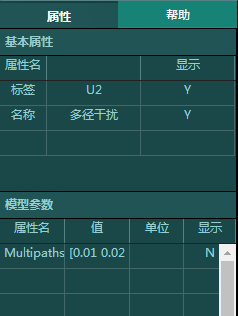 属性 帮助
基本属性
属性名 显示
标签 U2 Y
名称 多径干扰 Y
模型参数
属性名 值 单位 显示
Multipaths [0.01 0.02 N